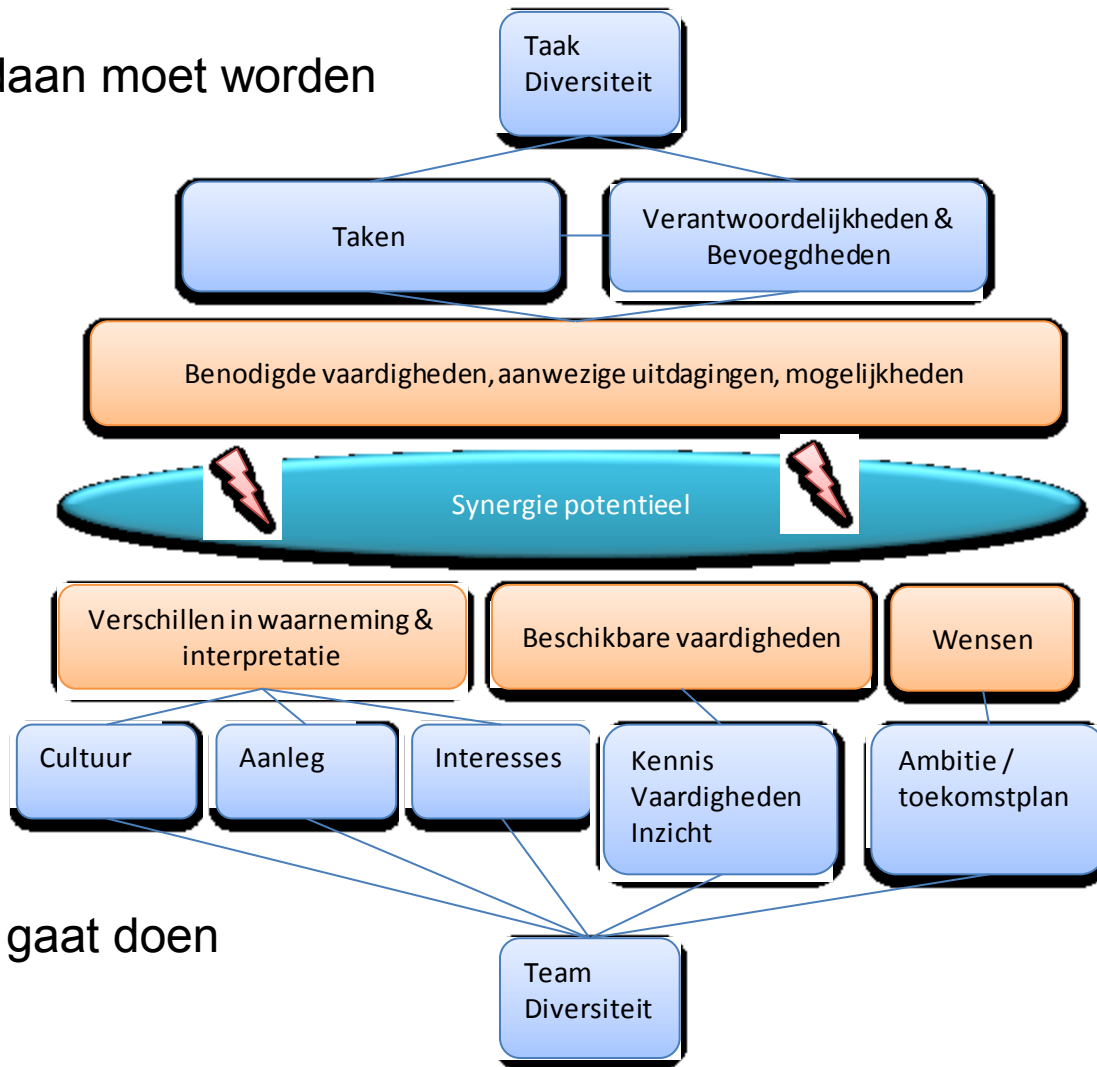 Taak
Diversiteit
daan moet worden
Taken
Verantwoordelijkheden &
Bevoegdheden
Benodigde vaardigheden, aanwezige uitdagingen, mogelijkheden
Synergie potentieel
Verschillen in waarneming &
interpretatie
Beschikbare vaardigheden
Wensen
Cultuur
Aanleg
Interesses
Kennis
Vaardigheden
Inzicht
Ambitie /
toekomstplan
gaat doen
Team
Diversiteit